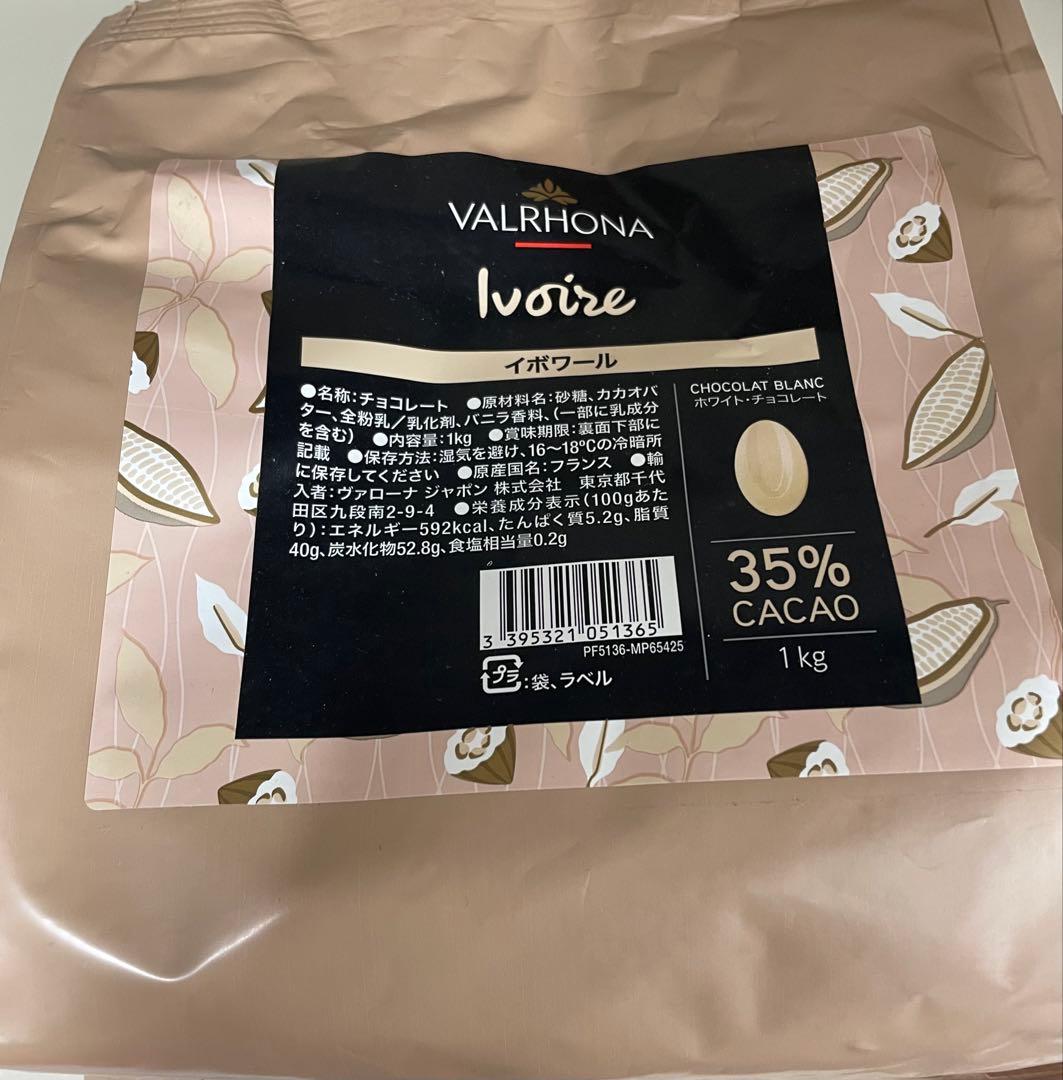 VALRHONA
Ivoire
イボワール
●名称:チョコレート ●原材料名:砂糖、カカオバ
ター、全粉乳/乳化剤、バニラ香料、(一部に乳成分
を含む) ●内容量:1kg ●賞味期限:裏面下部に
記載 ●保存方法:湿気を避け、16~18℃の冷暗所
に保存してください ●原産国名:フランス ●輸
入者:ヴァローナ ジャポン 株式会社 東京都千代
田区九段南2-9-4 ●栄養成分表示(100gあた
り):エネルギー592kcal、たんぱく質5.2g、脂質
40g、炭水化物52.8g、食塩相当量0.2g
3 395321 051365
PF5136-MP65425
プラ:袋、ラベル
CHOCOLAT BLANC
ホワイト・チョコレート
35%
CACAO
1 kg